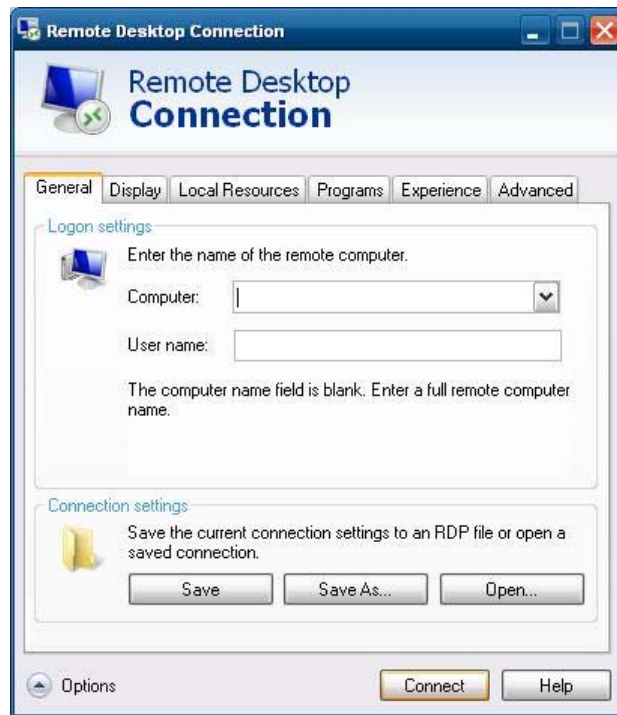 Remote Desktop Connection
Remote Desktop
Connection
General Display Local Resources Programs Experience Advanced
Logon settings
Enter the name of the remote computer.
Computer:
User name:
The computer name field is blank. Enter a full remote computer
name.
Connection settings
Save the current connection settings to an RDP file or open a
saved connection.
Save Save As... Open...
Options Connect Help